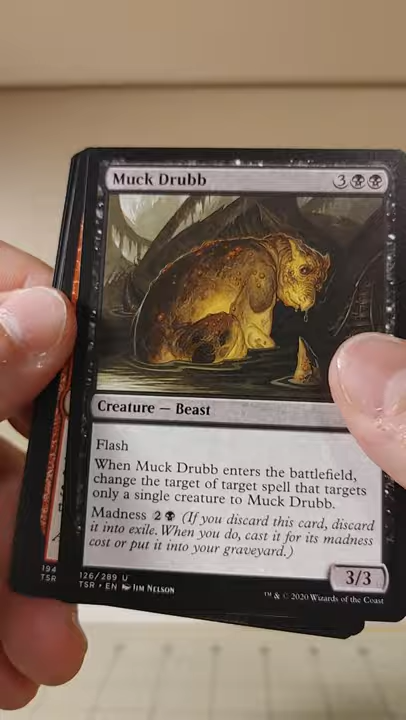 Muck Drubb 3
Creature — Beast
Flash
When Muck Drubb enters the battlefield,
change the target of target spell that targets
only a single creature to Muck Drubb.
Madness 2 (If you discard this card, discard
it into exile. When you do, cast it for its madness
cost or put it into your graveyard.)
3/3
194
TSR
126/289 U
TSR • EN Jim Nelson
™ & © 2020 Wizards of the Coast